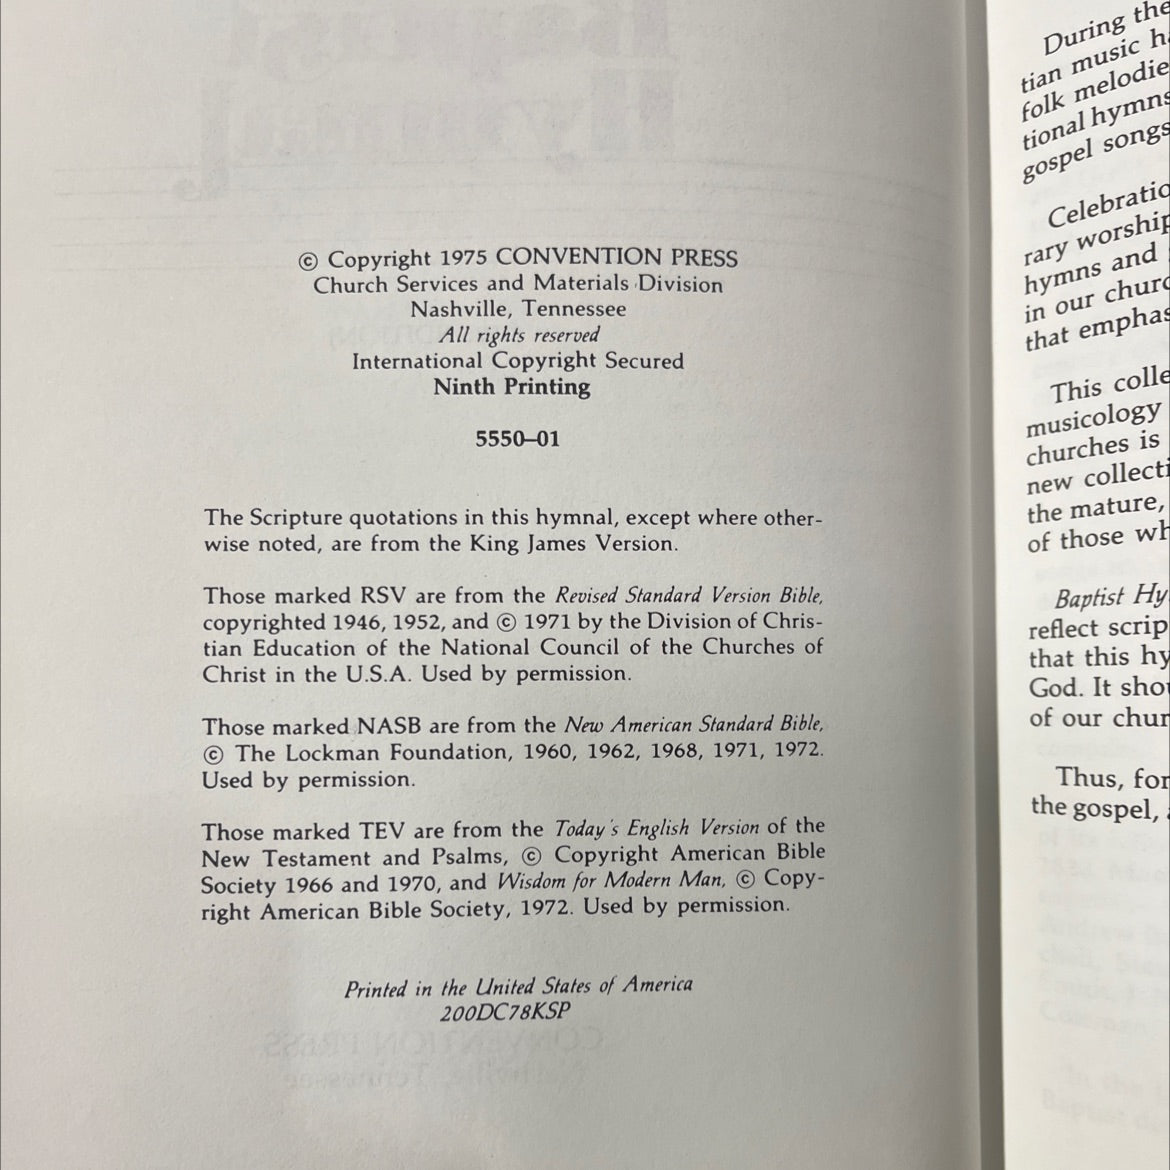 © Copyright 1975 CONVENTION PRESS
Church Services and Materials Division
Nashville, Tennessee
All rights reserved
International Copyright Secured
Ninth Printing
5550–01
The Scripture quotations in this hymnal, except where other-
wise noted, are from the King James Version.
Those marked RSV are from the Revised Standard Version Bible,
copyrighted 1946, 1952, and © 1971 by the Division of Chris-
tian Education of the National Council of the Churches of
Christ in the U.S.A. Used by permission.
Those marked NASB are from the New American Standard Bible,
© The Lockman Foundation, 1960, 1962, 1968, 1971, 1972.
Used by permission.
Those marked TEV are from the Today's English Version of the
New Testament and Psalms, © Copyright American Bible
Society 1966 and 1970, and Wisdom for Modern Man, © Copy-
right American Bible Society, 1972. Used by permission.
Printed in the United States of America
200DC78KSP
During the
tian music
folk melodie
tional hymns
gospel songs
Celebratio
rary worship
hymns and
in our churc
that emphas
This colle
musicology
churches is
new collecti
the mature,
of those wh
Baptist Hy
reflect scrip
that this hy
God. It shou
of our chur
Thus, for
the gospel,